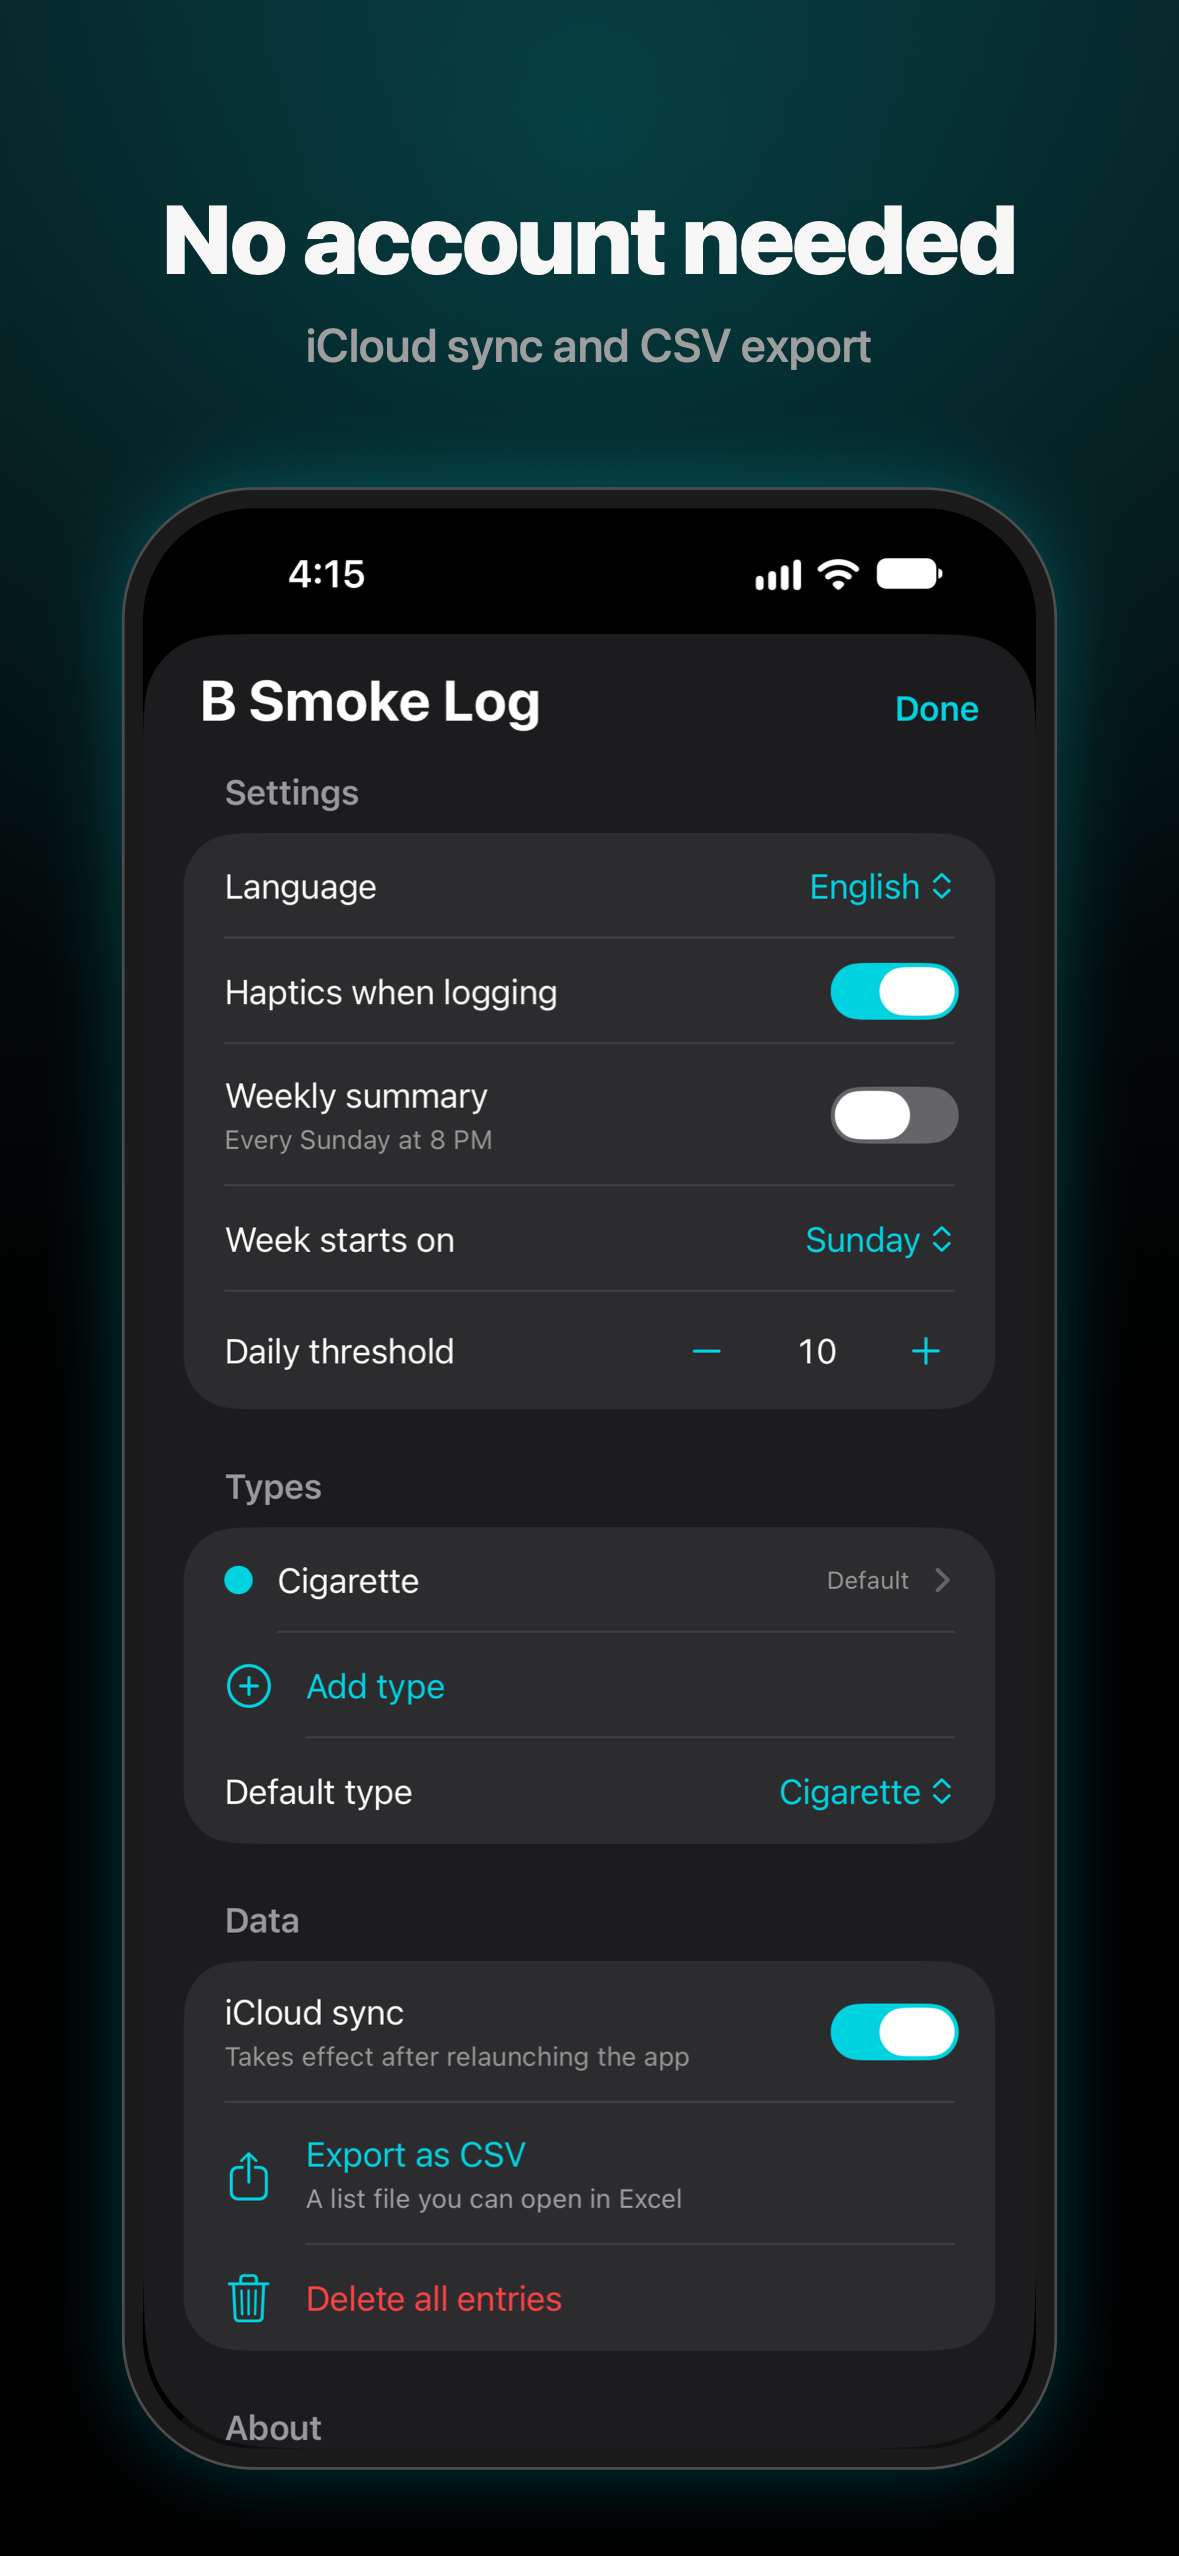 No account needed
iCloud sync and CSV export
4:15
B Smoke Log
Done
Settings
Language
English
Haptics when logging
Weekly summary
Every Sunday at 8 PM
Week starts on
Sunday
Daily threshold
10
Types
Cigarette
Default
Add type
Default type
Cigarette
Data
iCloud sync
Takes effect after relaunching the app
Export as CSV
A list file you can open in Excel
Delete all entries
About